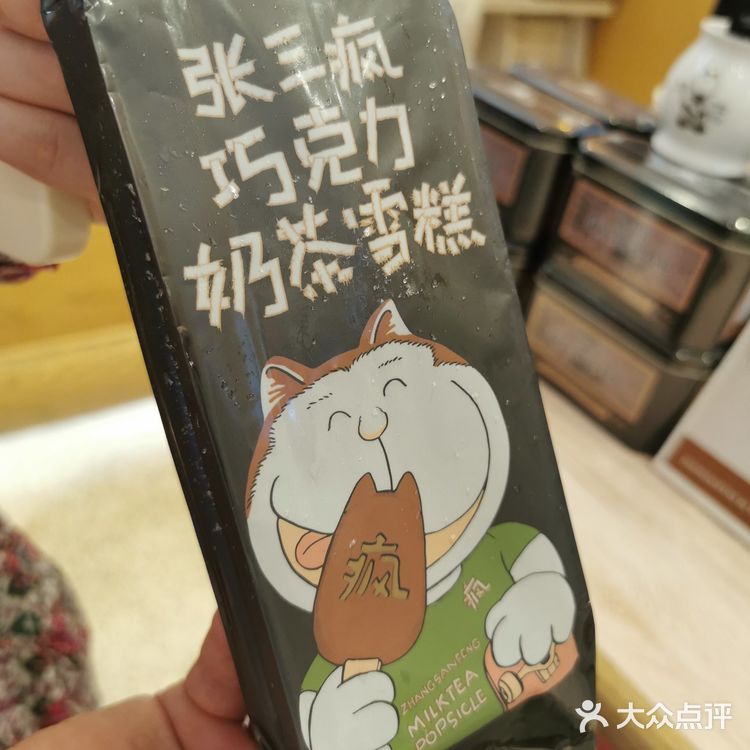 张三疯
巧克力
奶茶雪糕
疯
疯
ZHANGSANFENG
MILKTEA
POPSICLE
大众点评